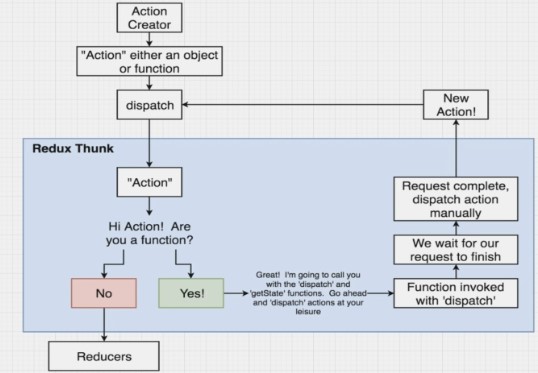 Action
Creator
"Action" either an object
or function
dispatch
New
Action!
Redux Thunk
"Action"
Hi Action! Are
you a function?
No
Yes!
Great! I'm going to call you
with the 'dispatch' and
'getState' functions. Go ahead
and 'dispatch' actions at your
leisure
Request complete,
dispatch action
manually
We wait for our
request to finish
Function invoked
with 'dispatch'
Reducers